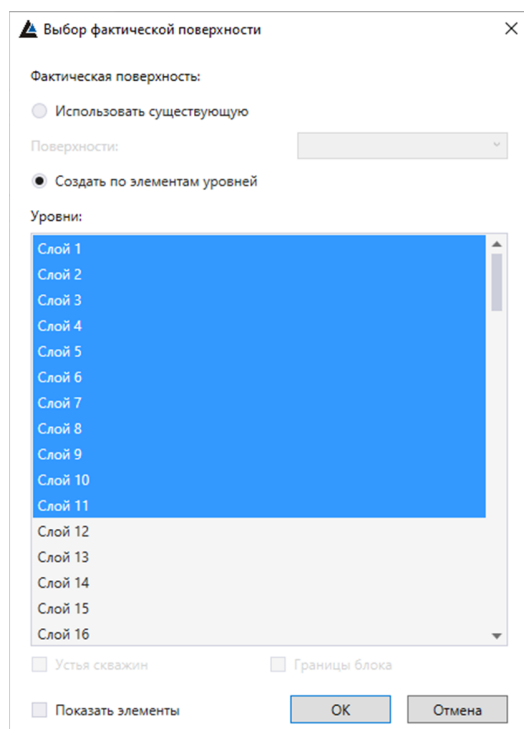 Выбор фактической поверхности
Фактическая поверхность:
Использовать существующую
Поверхности:
Создать по элементам уровней
Уровни:
Слой 1
Слой 2
Слой 3
Слой 4
Слой 5
Слой 6
Слой 7
Слой 8
Слой 9
Слой 10
Слой 11
Слой 12
Слой 13
Слой 14
Слой 15
Слой 16
Устья скважин Границы блока
Показать элементы ОК Отмена